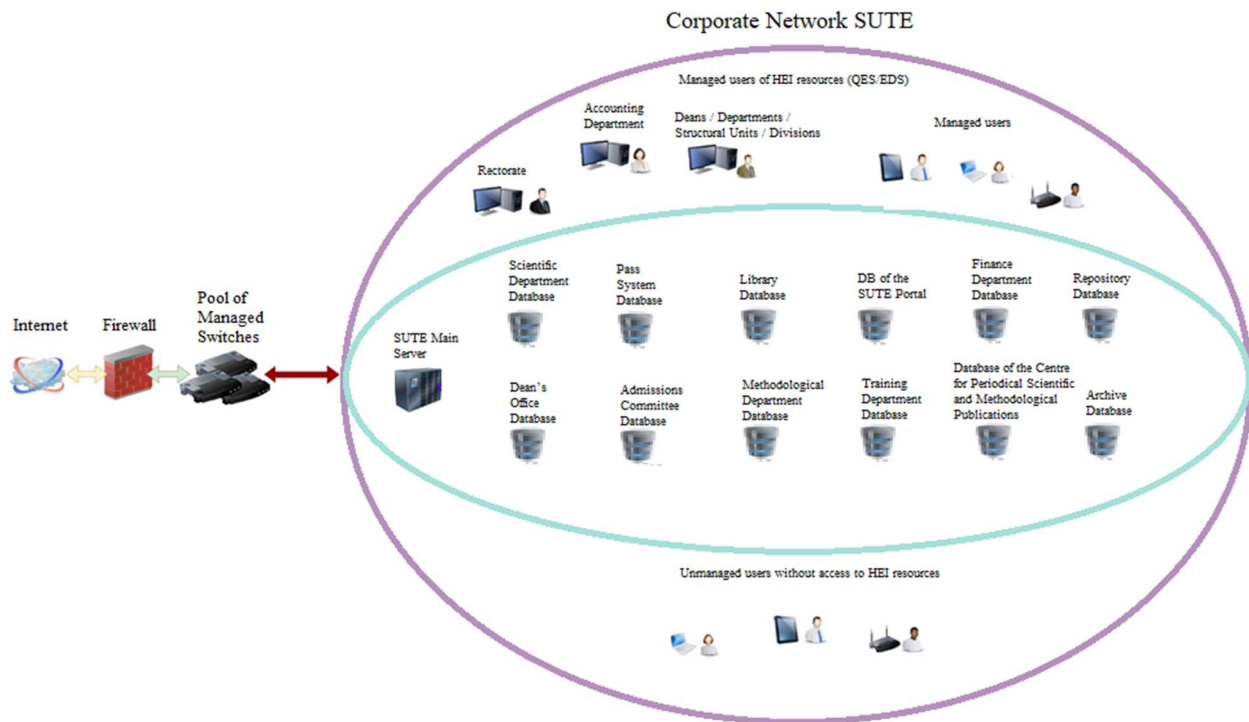 Corporate Network SUTE
Managed users of HEI resources (QES/EDS)
Accounting
Department
Deans / Departments /
Structural Units / Divisions
Managed users
Rectorate
Scientific
Department
Database
Pass
System
Database
Library
Database
DB of the
SUTE Portal
Finance
Department
Database
Repository
Database
Internet
Firewall
Pool of
Managed
Switches
SUTE Main
Server
Dean’s
Office
Database
Admissions
Committee
Database
Methodological
Department
Database
Training
Department
Database
Database of the Centre
for Periodical Scientific
and Methodological
Publications
Archive
Database
Unmanaged users without access to HEI resources